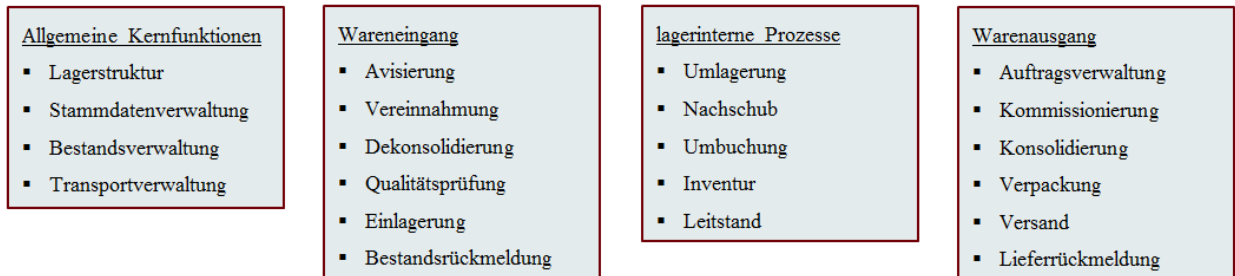 Allgemeine Kernfunktionen
▪ Lagerstruktur
▪ Stammdatenverwaltung
▪ Bestandsverwaltung
▪ Transportverwaltung
Wareneingang
▪ Avisierung
▪ Vereinnahmung
▪ Dekonsolidierung
▪ Qualitätsprüfung
▪ Einlagerung
▪ Bestandsrückmeldung
lagerinterne Prozesse
▪ Umlagerung
▪ Nachschub
▪ Umbuchung
▪ Inventur
▪ Leitstand
Warenausgang
▪ Auftragsverwaltung
▪ Kommissionierung
▪ Konsolidierung
▪ Verpackung
▪ Versand
▪ Lieferrückmeldung